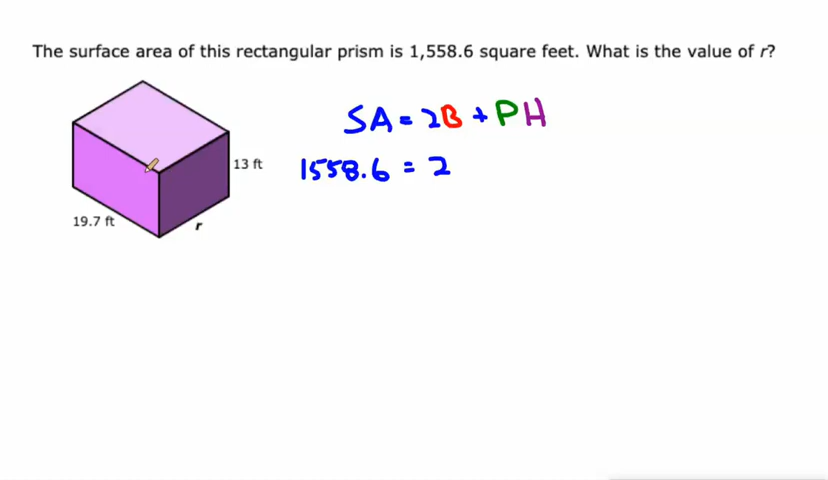 The surface area of this rectangular prism is 1,558.6 square feet. What is the value of r?
SA = 2B + PH
13 ft
1558.6 = 2
19.7 ft
r